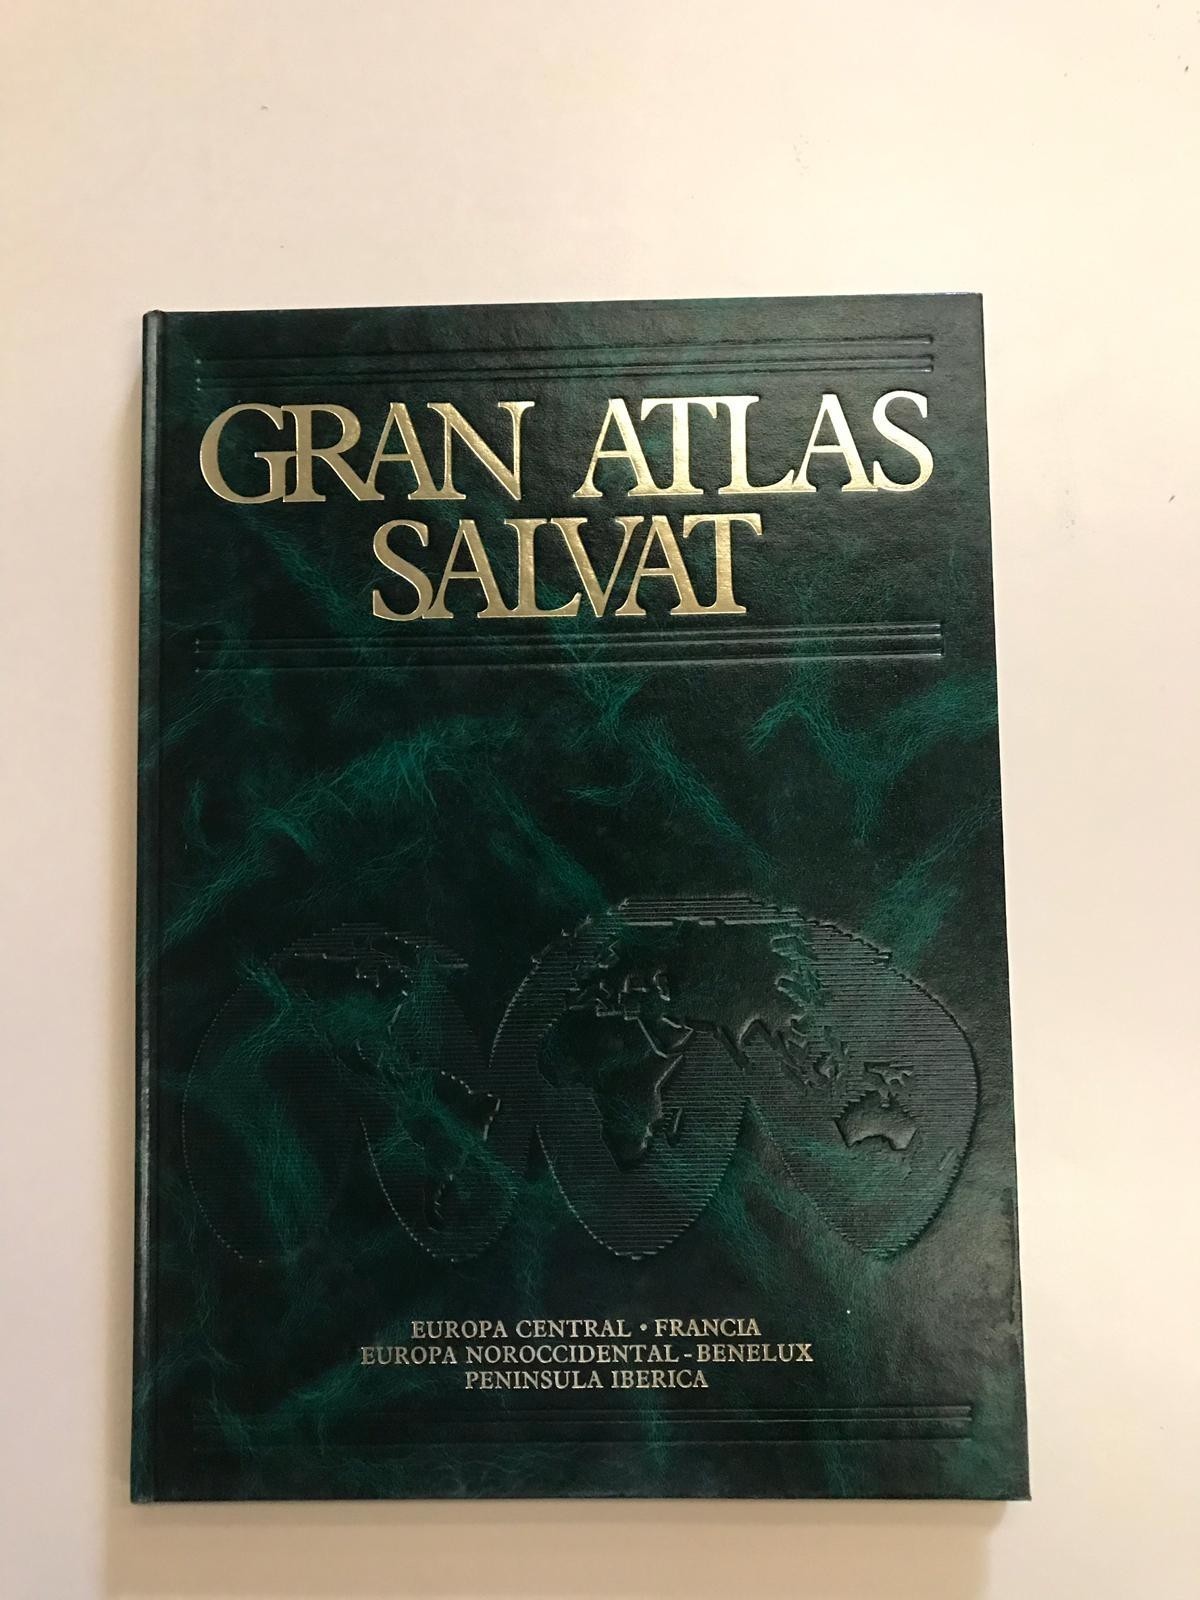 GRAN ATLAS
SALVAT
EUROPA CENTRAL • FRANCIA
EUROPA NOROCCIDENTAL - BENELUX
PENINSULA IBERICA